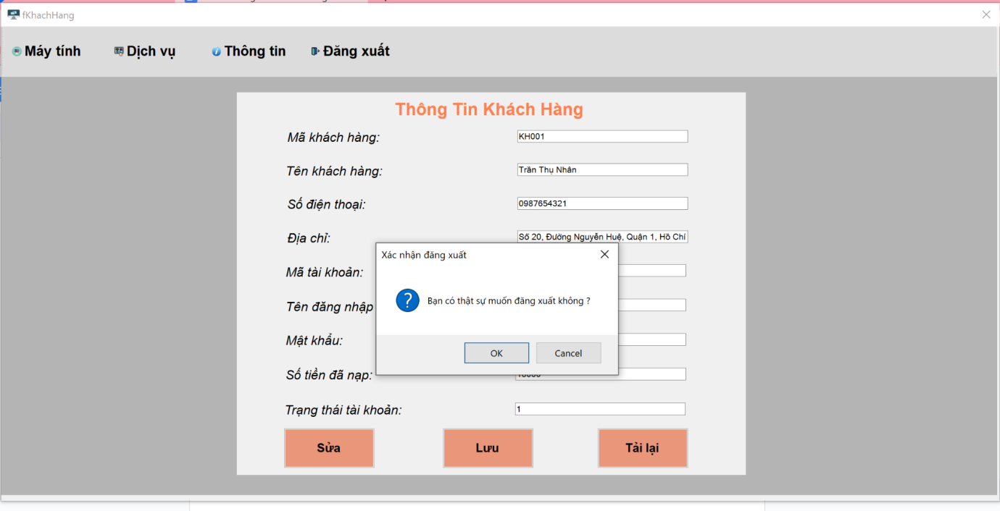 fKhachHang
Máy tính Dịch vụ Thông tin Đăng xuất
Thông Tin Khách Hàng
Mã khách hàng: KH001
Tên khách hàng: Trần Thụ Nhân
Số điện thoại: 0987654321
Địa chỉ: Số 20, Đường Nguyễn Huệ, Quận 1, Hồ Chí
Mã tài khoản:
Tên đăng nhập
Mật khẩu:
Số tiền đã nạp:
Trạng thái tài khoản: 1
Sửa Lưu Tải lại
Xác nhận đăng xuất
Bạn có thật sự muốn đăng xuất không ?
OK Cancel